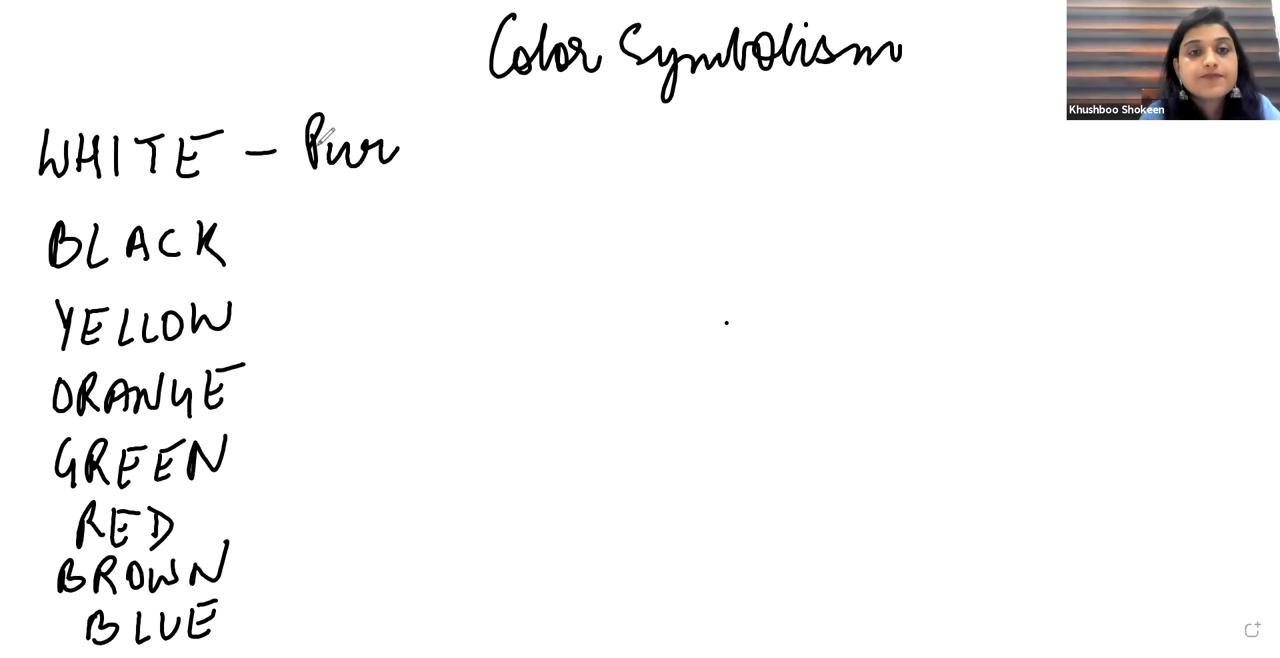 Color Symbolism
Khushboo Shokeen
WHITE - Pur
BLACK
YELLOW
ORANGE
GREEN
RED
BROWN
BLUE